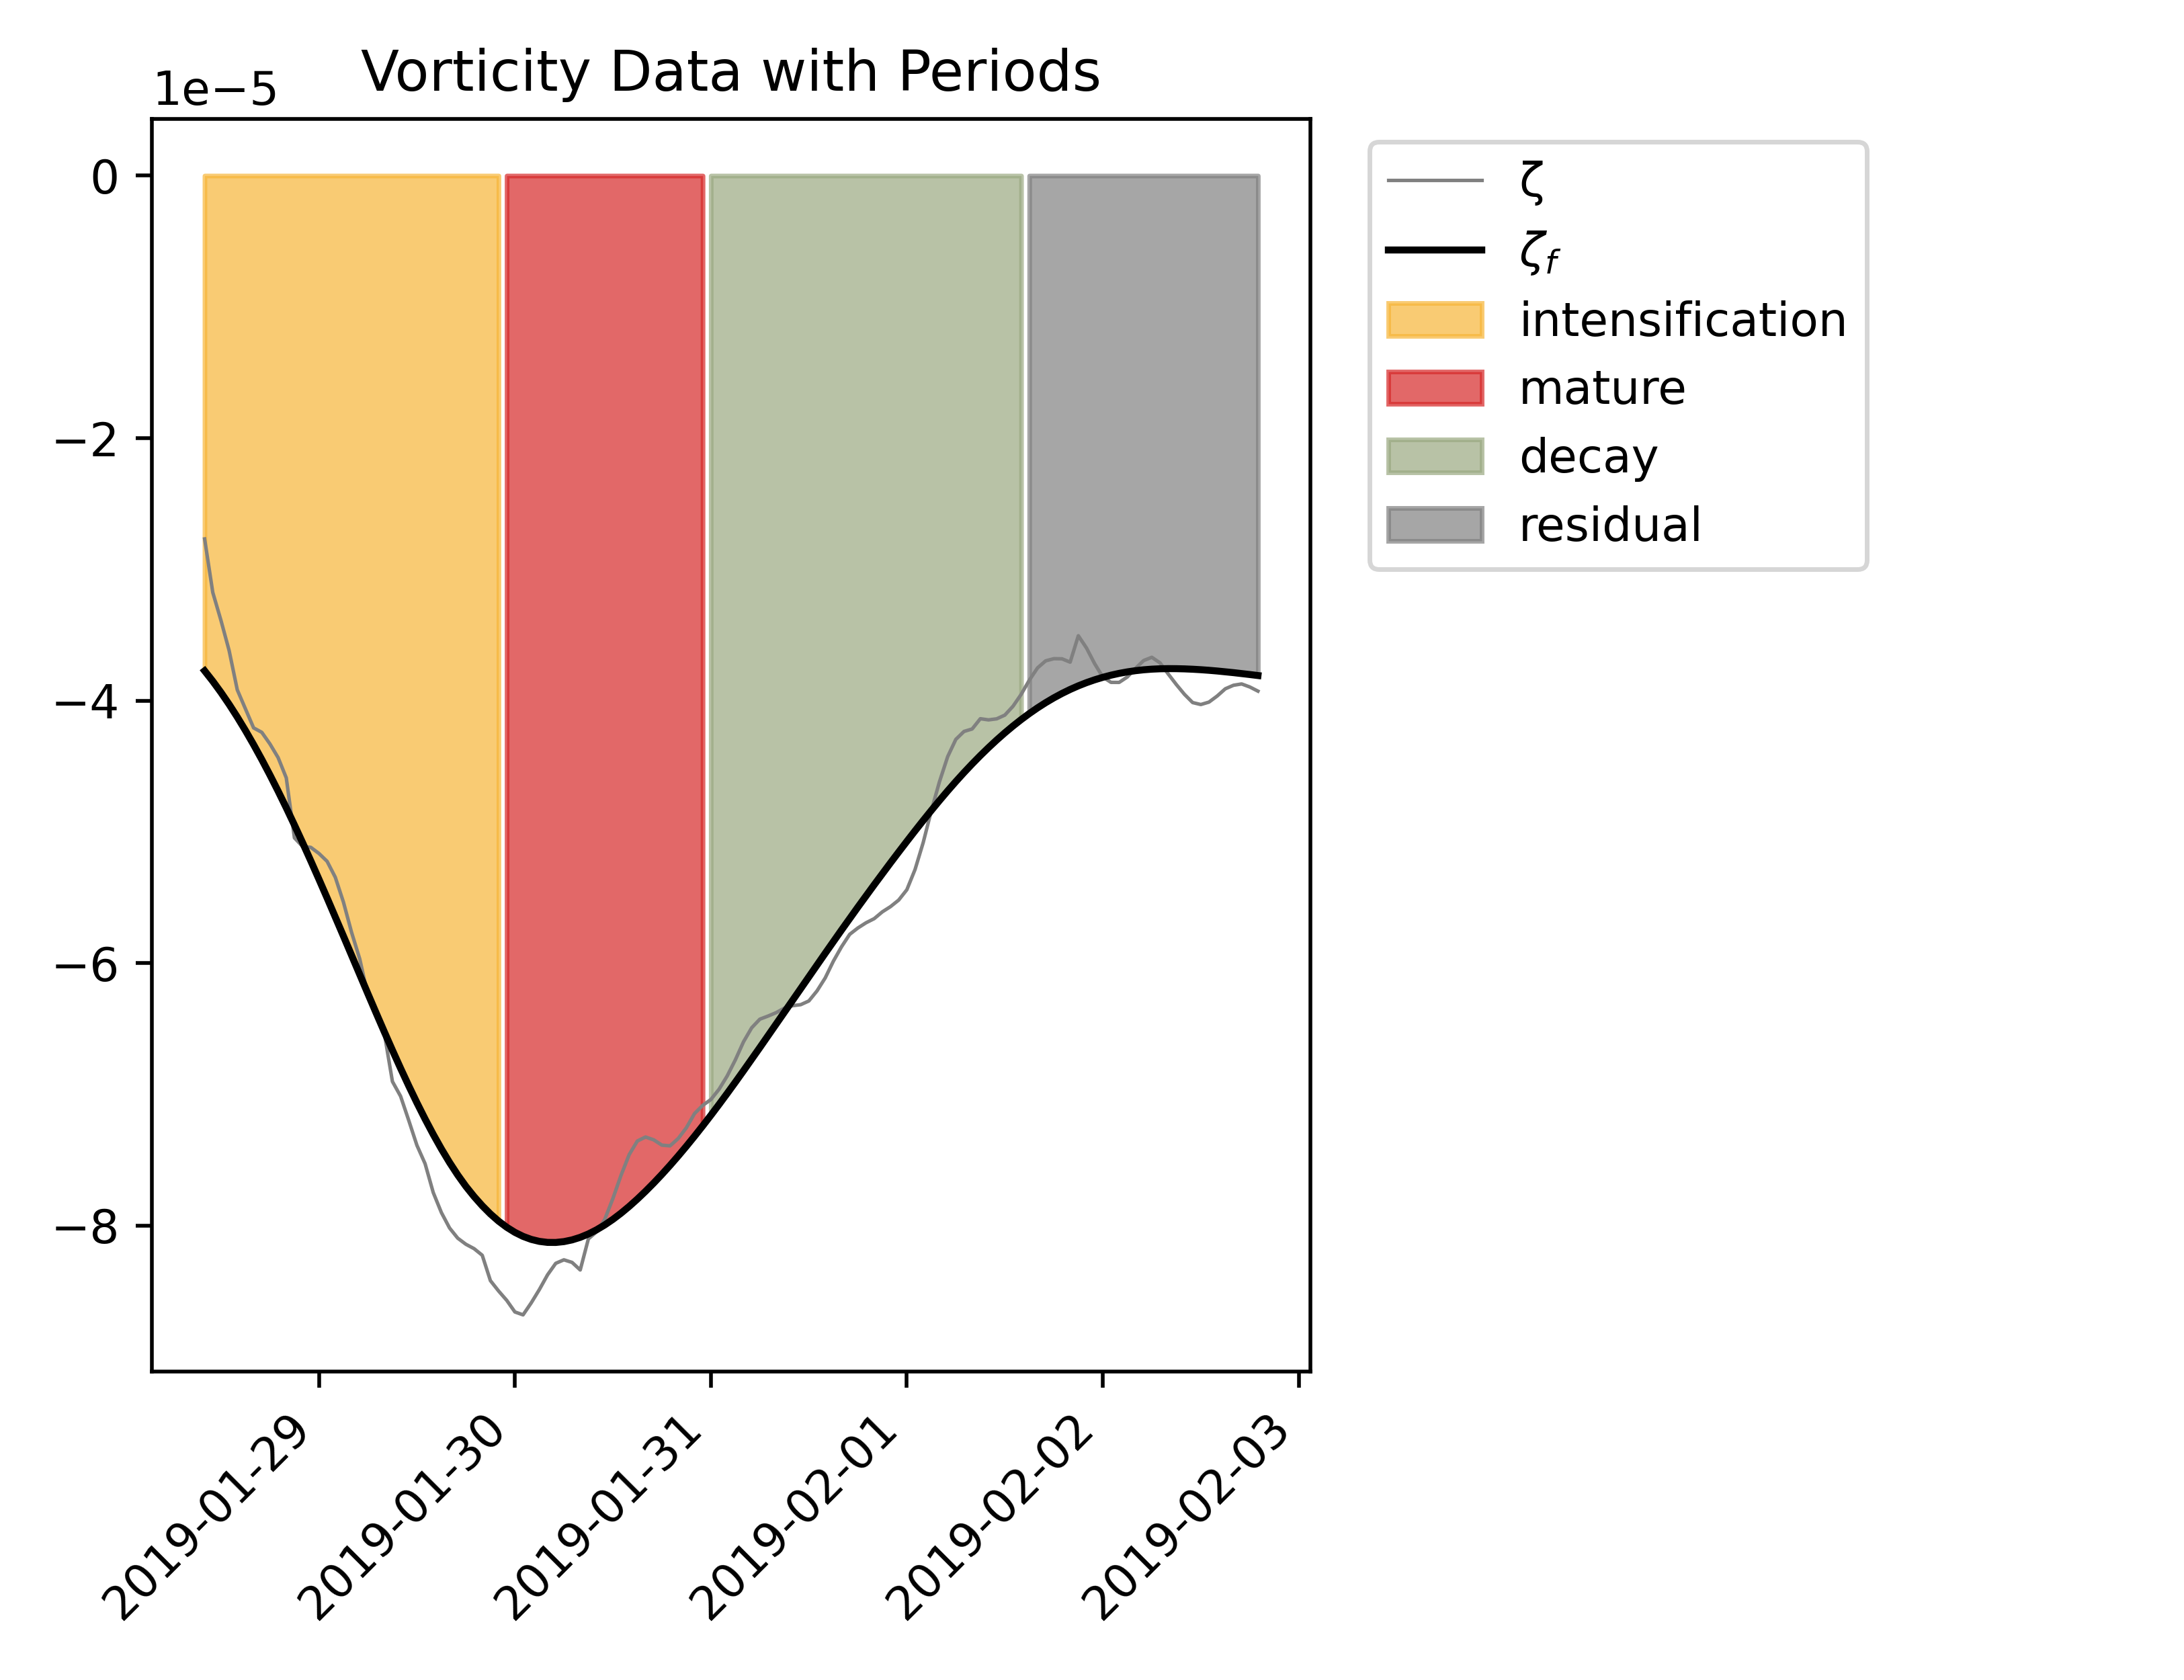 Vorticity Data with Periods
1e−5
0
−2
−4
−6
−8
2019-01-29
2019-01-30
2019-01-31
2019-02-01
2019-02-02
2019-02-03
ζ
ζf
intensification
mature
decay
residual